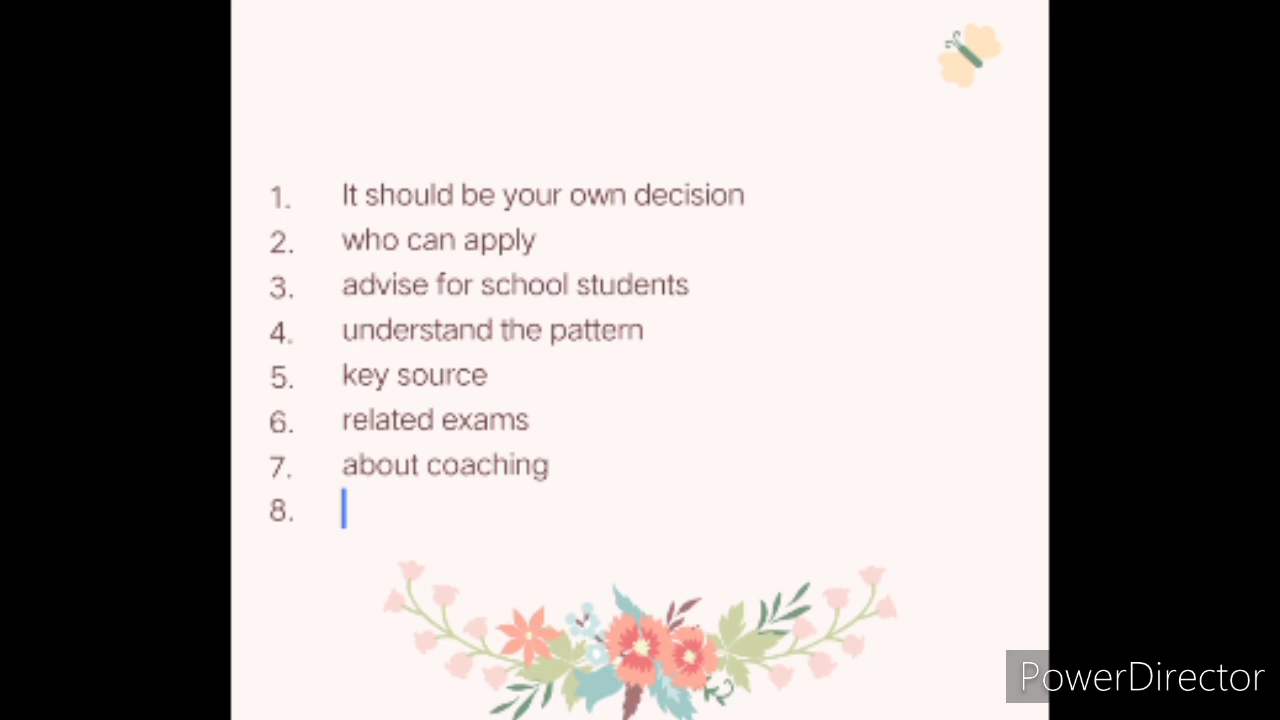 1. It should be your own decision
2. who can apply
3. advise for school students
4. understand the pattern
5. key source
6. related exams
7. about coaching
8.
PowerDirector